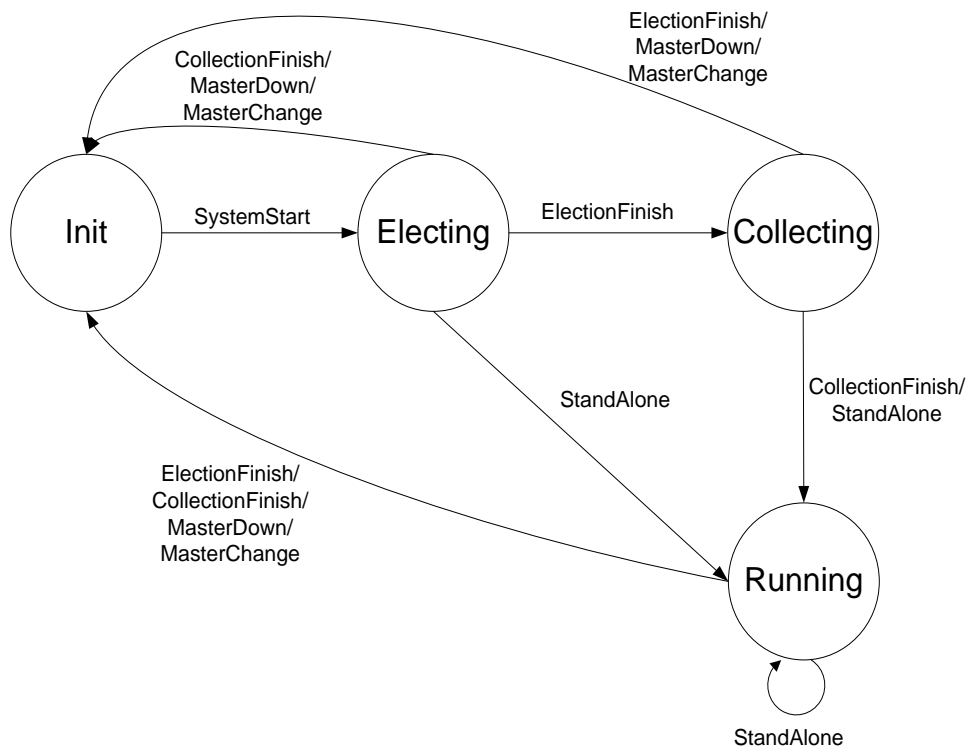 ElectionFinish/
MasterDown/
MasterChange
CollectionFinish/
MasterDown/
MasterChange
Init
SystemStart
Electing
ElectionFinish
Collecting
StandAlone
CollectionFinish/
StandAlone
ElectionFinish/
CollectionFinish/
MasterDown/
MasterChange
Running
StandAlone